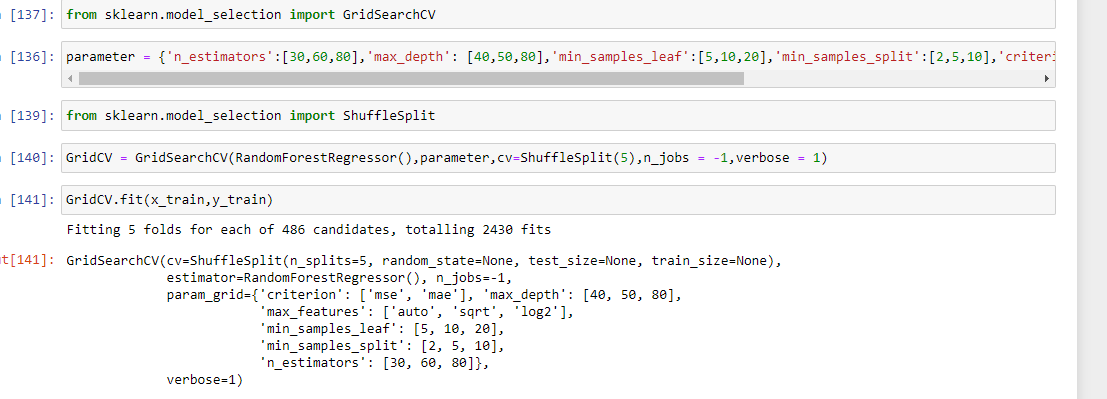 [137]: from sklearn.model_selection import GridSearchCV
[136]: parameter = {'n_estimators':[30,60,80],'max_depth': [40,50,80],'min_samples_leaf':[5,10,20],'min_samples_split':[2,5,10],'criteri
[139]: from sklearn.model_selection import ShuffleSplit
[140]: GridCV = GridSearchCV(RandomForestRegressor(),parameter,cv=ShuffleSplit(5),n_jobs = -1,verbose = 1)
[141]: GridCV.fit(x_train,y_train)
Fitting 5 folds for each of 486 candidates, totalling 2430 fits
t[141]: GridSearchCV(cv=ShuffleSplit(n_splits=5, random_state=None, test_size=None, train_size=None),
estimator=RandomForestRegressor(), n_jobs=-1,
param_grid={'criterion': ['mse', 'mae'], 'max_depth': [40, 50, 80],
'max_features': ['auto', 'sqrt', 'log2'],
'min_samples_leaf': [5, 10, 20],
'min_samples_split': [2, 5, 10],
'n_estimators': [30, 60, 80]},
verbose=1)